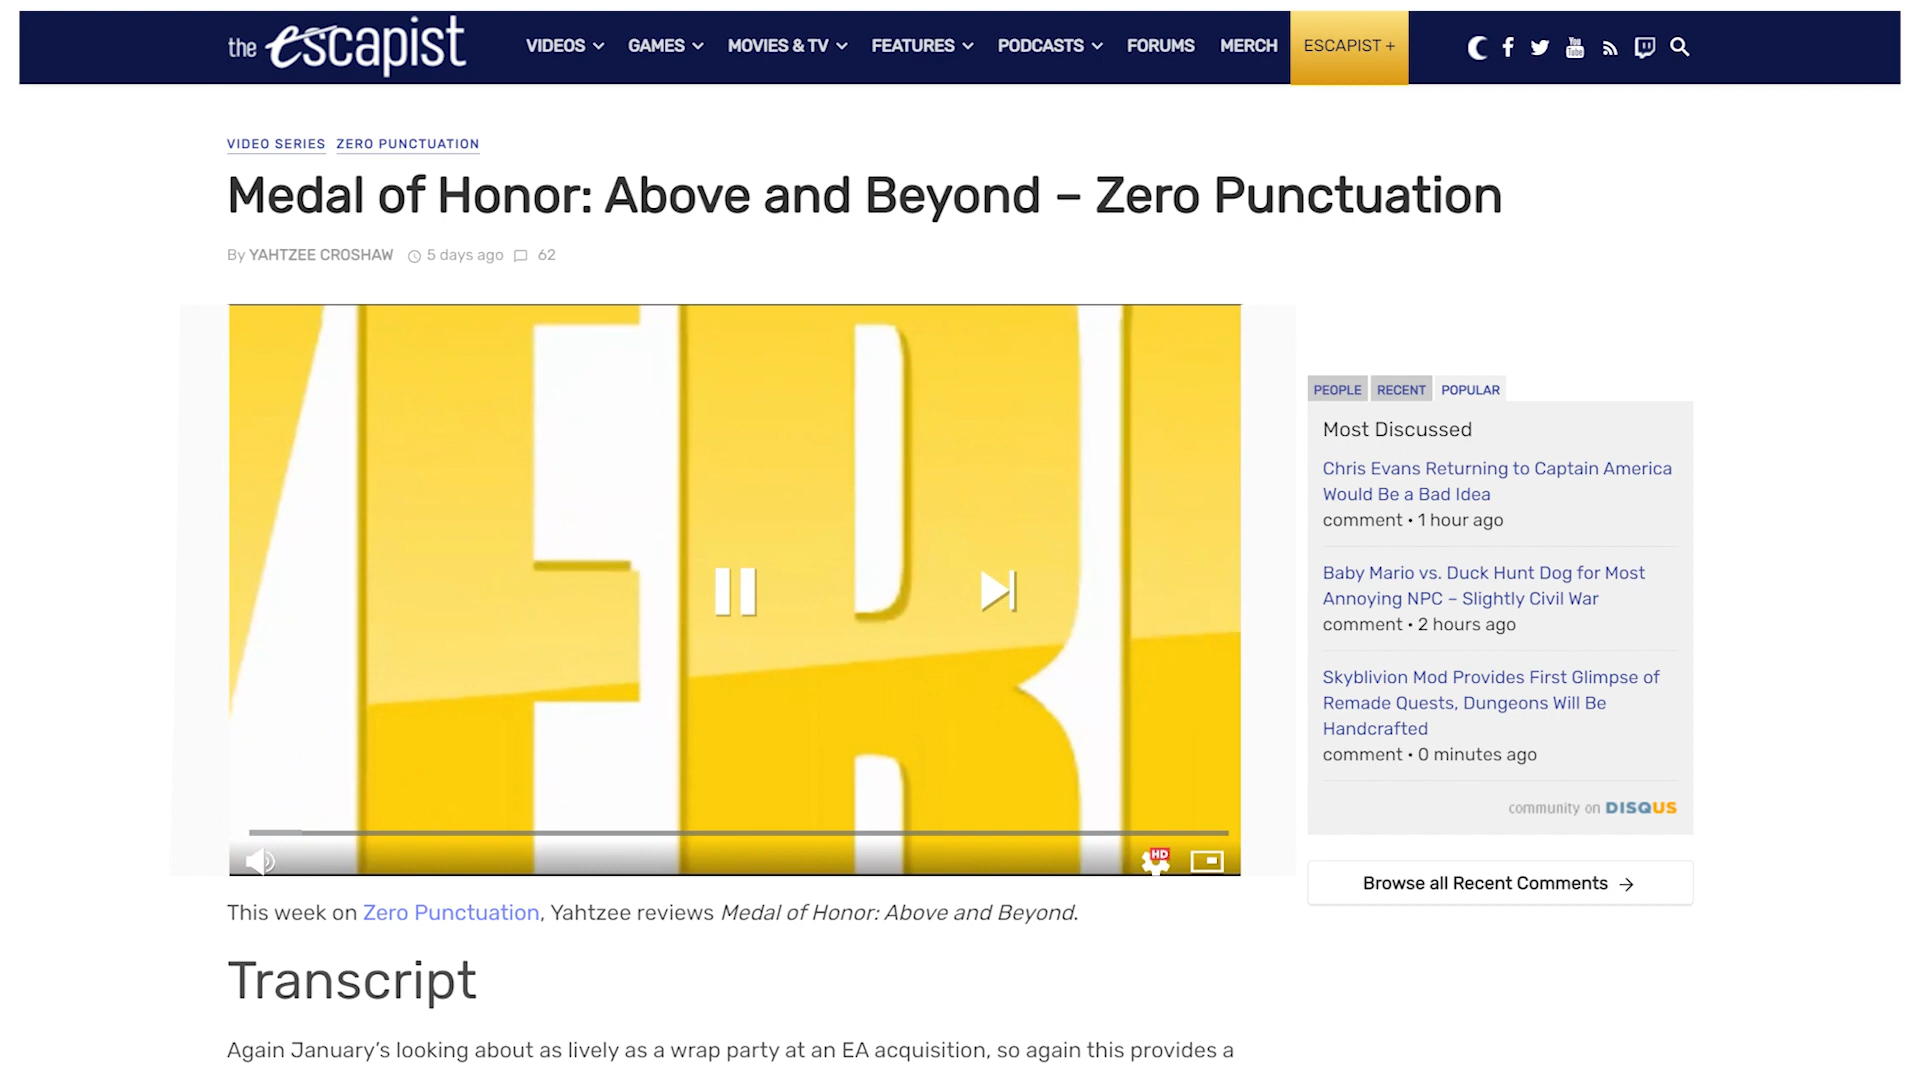 the escapist VIDEOS GAMES MOVIES & TV FEATURES PODCASTS FORUMS MERCH ESCAPIST +
VIDEO SERIES ZERO PUNCTUATION
Medal of Honor: Above and Beyond – Zero Punctuation
By YAHTZEE CROSHAW 5 days ago 62
ZERO
HD
This week on Zero Punctuation, Yahtzee reviews Medal of Honor: Above and Beyond.
Transcript
Again January's looking about as lively as a wrap party at an EA acquisition, so again this provides a
PEOPLE RECENT POPULAR
Most Discussed
Chris Evans Returning to Captain America
Would Be a Bad Idea
comment • 1 hour ago
Baby Mario vs. Duck Hunt Dog for Most
Annoying NPC – Slightly Civil War
comment • 2 hours ago
Skyblivion Mod Provides First Glimpse of
Remade Quests, Dungeons Will Be
Handcrafted
comment • 0 minutes ago
community on DISQUS
Browse all Recent Comments →